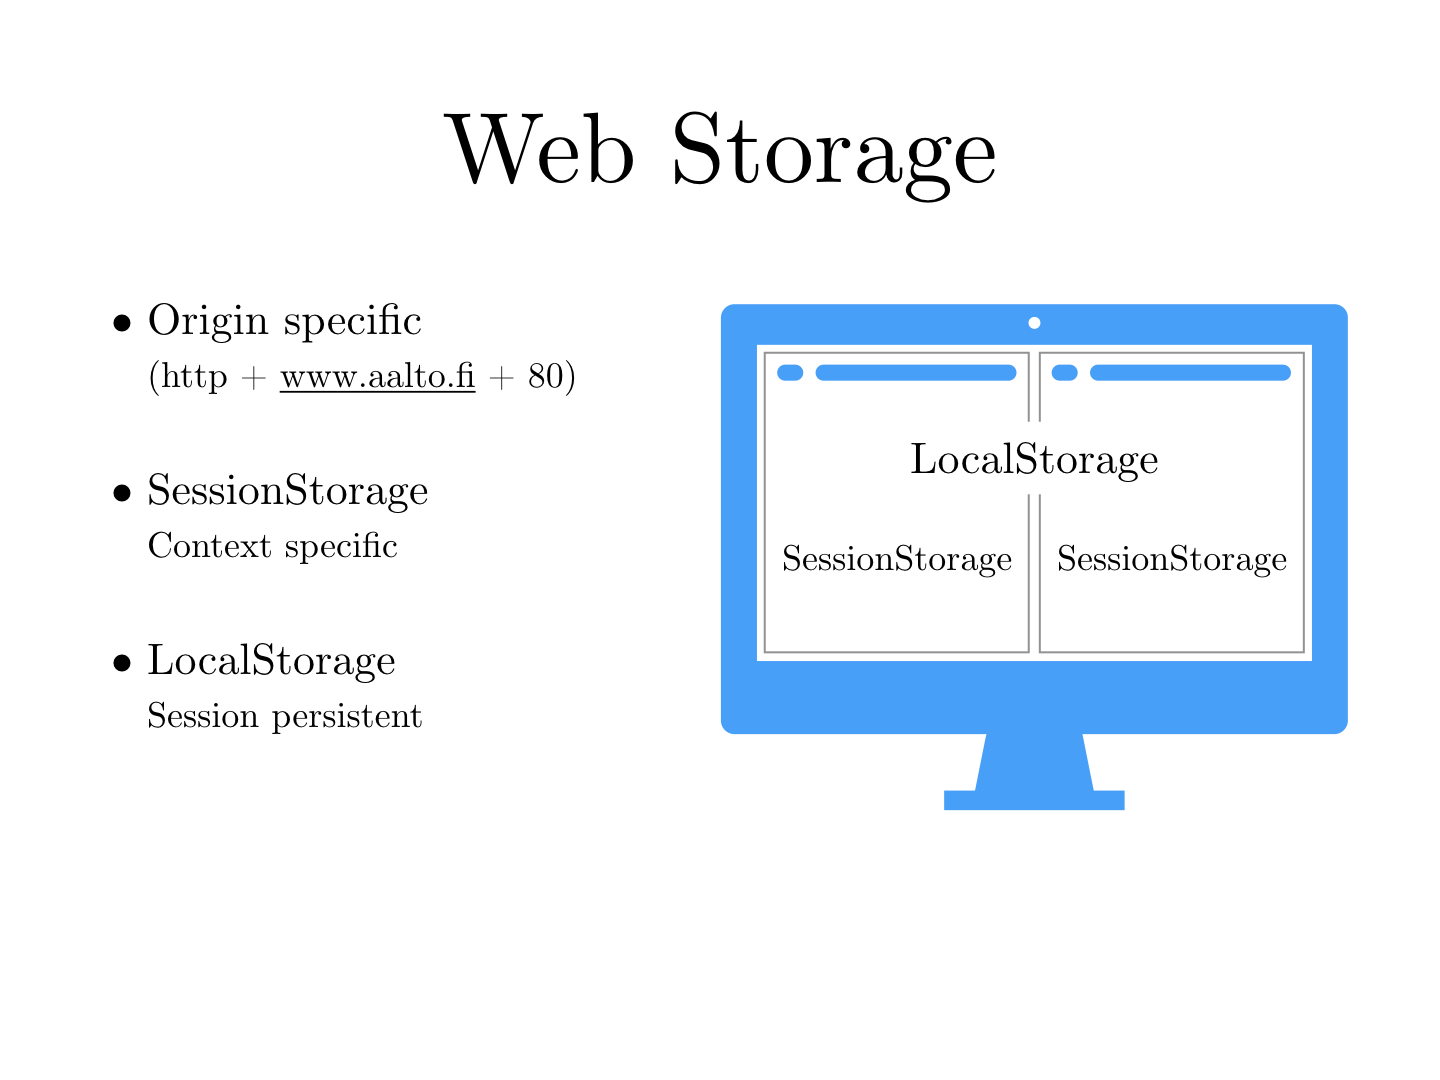 Web Storage
• Origin specific
(http + www.aalto.fi + 80)
• SessionStorage
Context specific
• LocalStorage
Session persistent
LocalStorage
SessionStorage SessionStorage